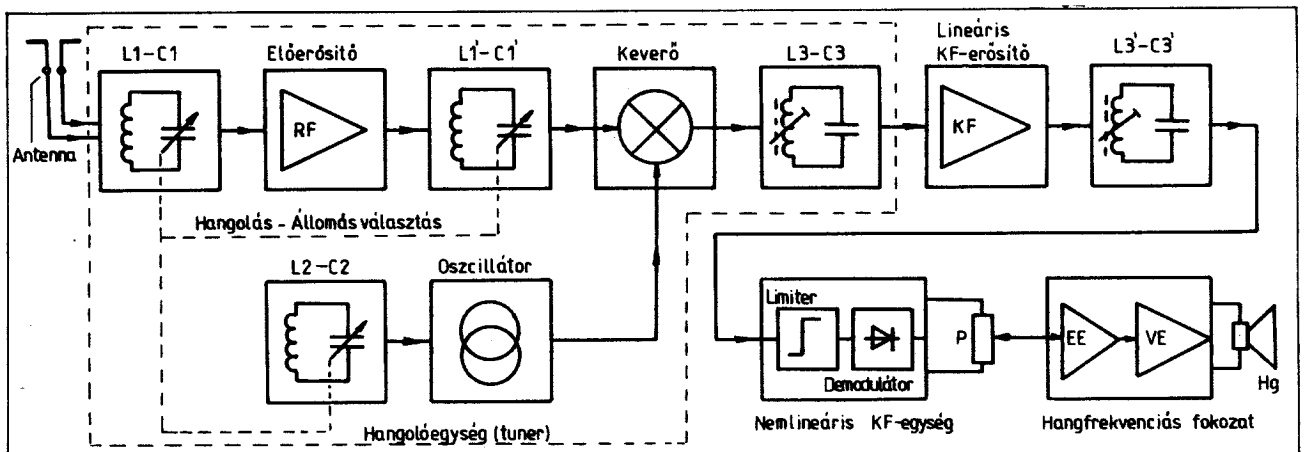 L1-C1
Előerősitő
L1'-C1'
Keverő
L3-C3
Lineáris
KF-erősítő
L3'-C3'
RF
KF
Antenna
Hangolás - Állomás választás
L2-C2
Oszcillátor
Limiter
Demodulátor
P
EE
VE
Hg
Hangolóegység (tuner)
Nemlineáris KF-egység
Hangfrekvenciás fokozat